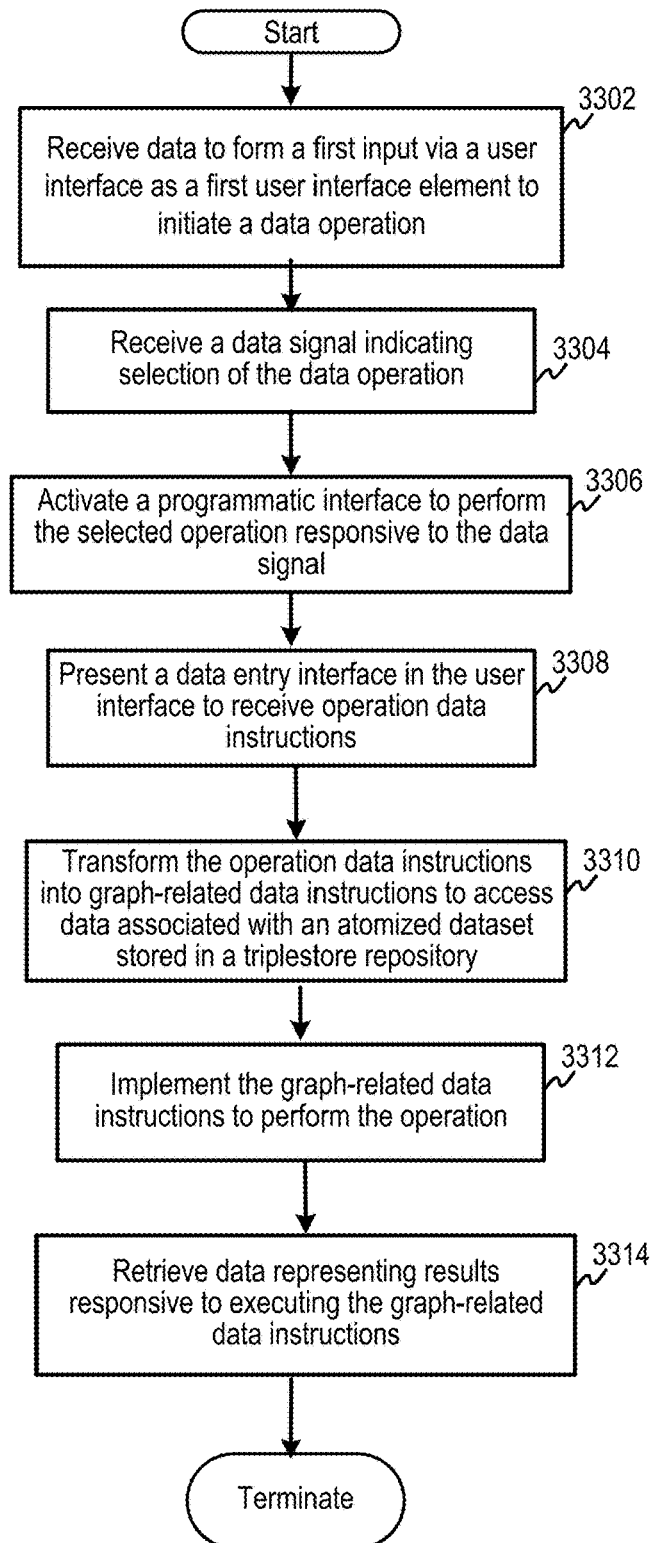 Start
3302
Receive data to form a first input via a user
interface as a first user interface element to
initiate a data operation
Receive a data signal indicating
selection of the data operation
3304
3306
Activate a programmatic interface to perform
the selected operation responsive to the data
signal
3308
Present a data entry interface in the user
interface to receive operation data
instructions
Transform the operation data instructions
into graph-related data instructions to access
data associated with an atomized dataset
stored in a triplestore repository
3310
3312
Implement the graph-related data
instructions to perform the operation
3314
Retrieve data representing results
responsive to executing the graph-related
data instructions
Terminate